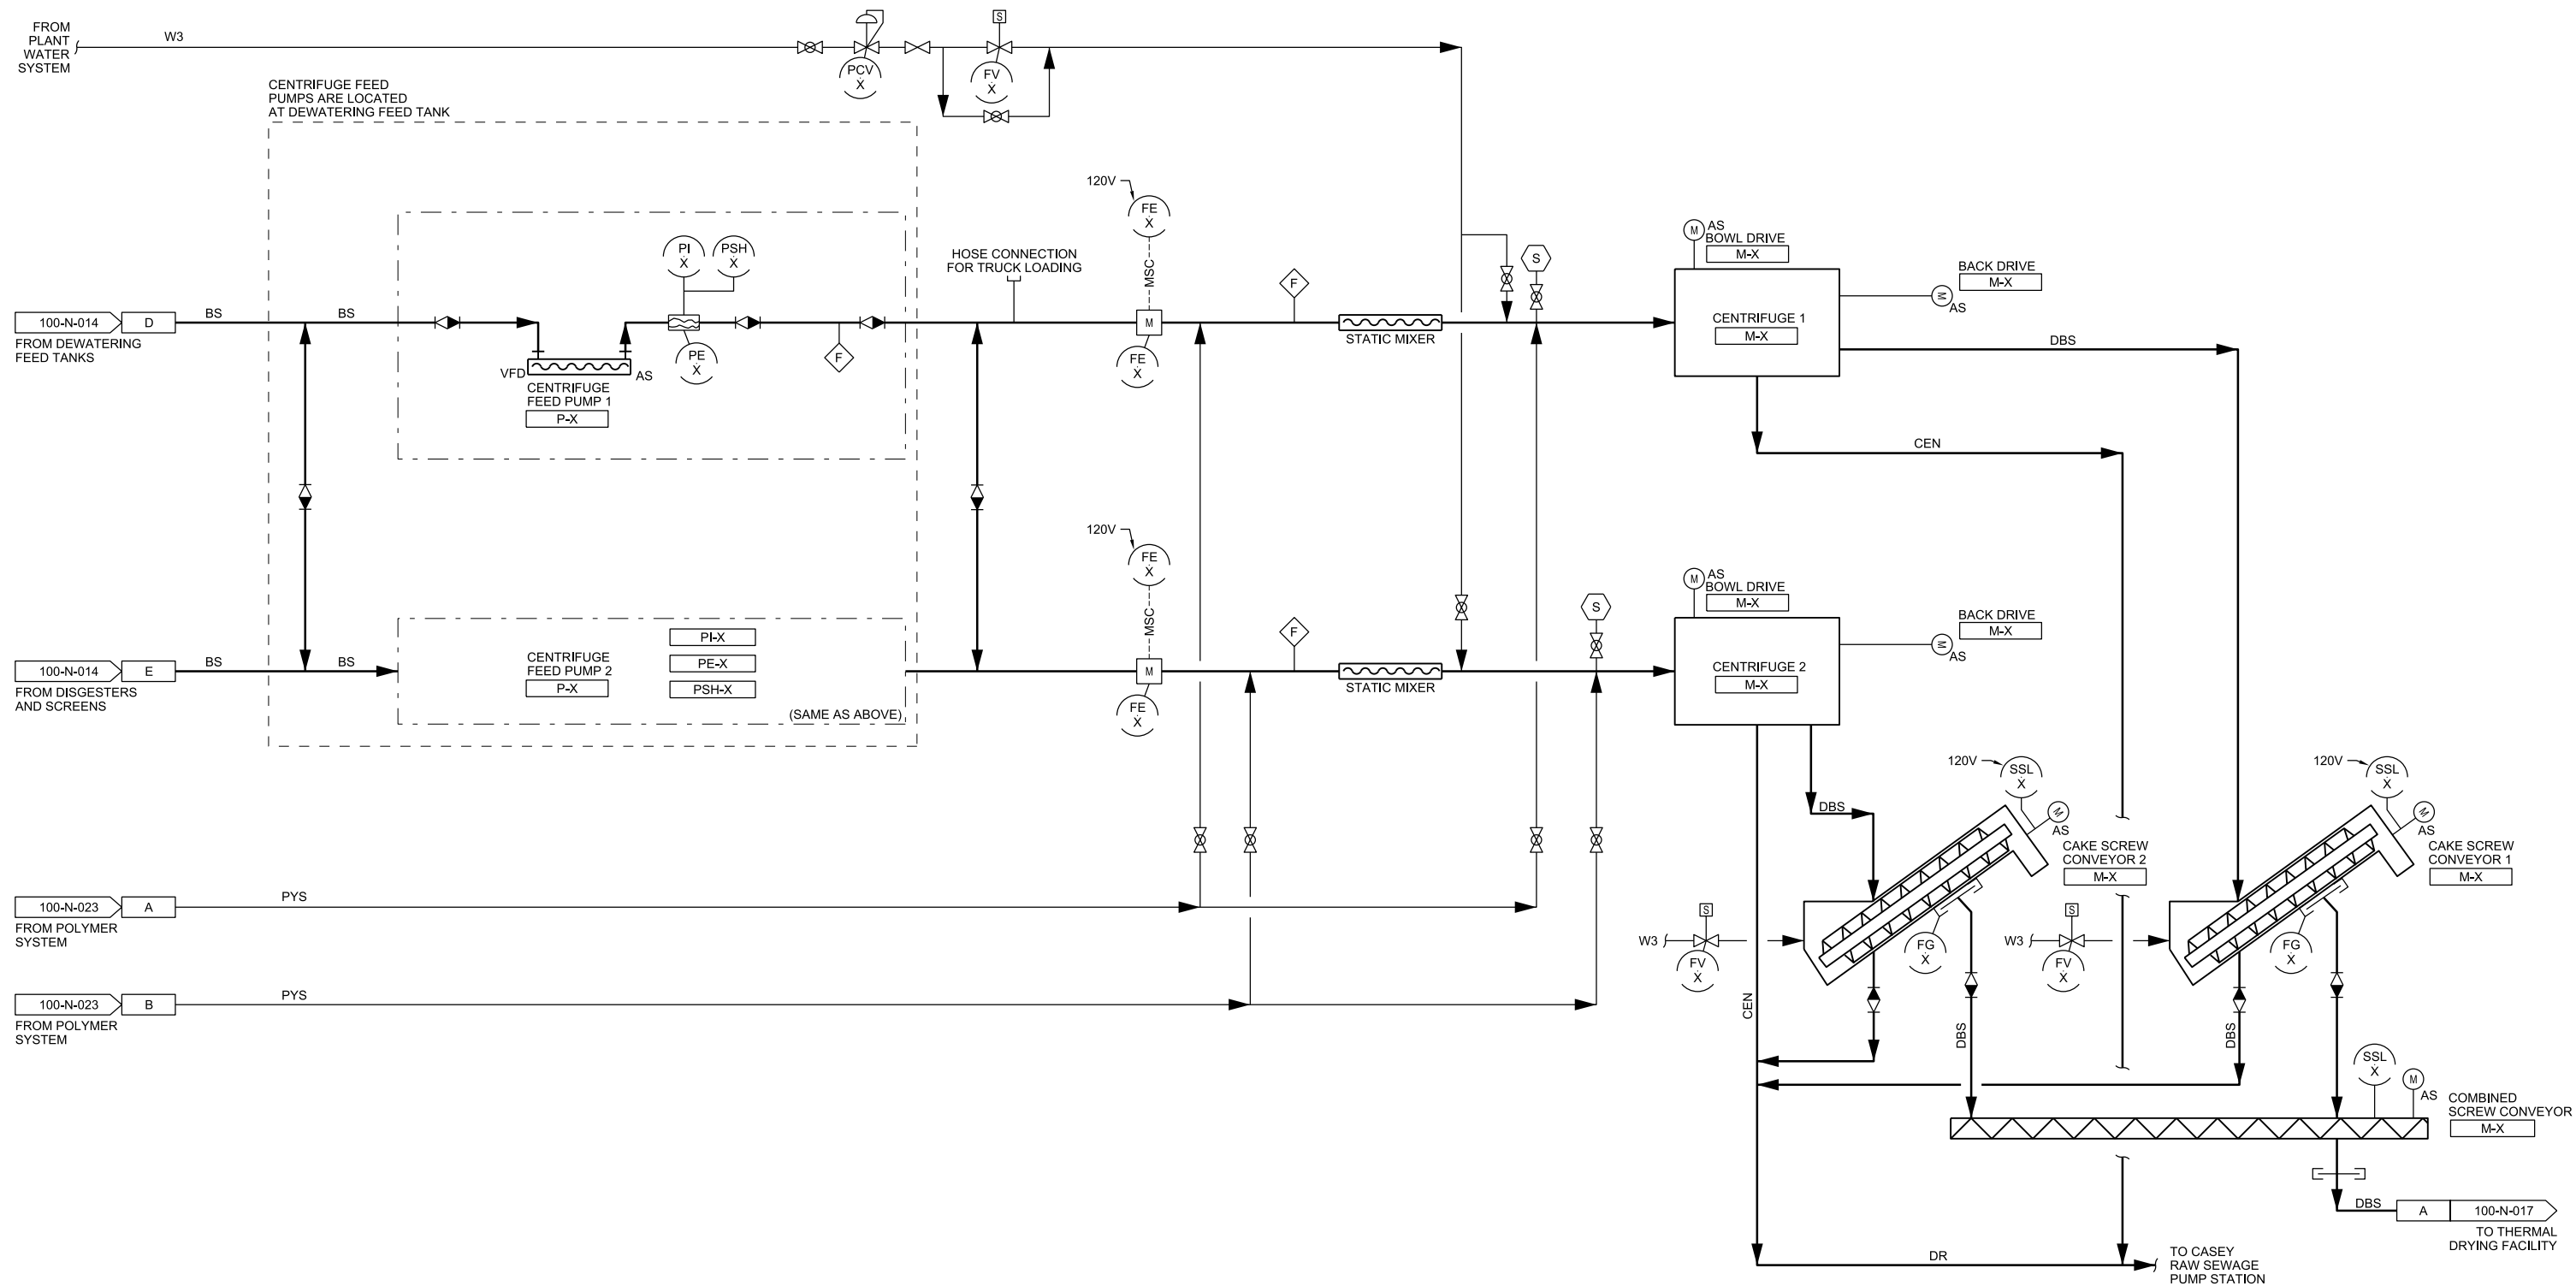 FROM
PLANT
WATER
SYSTEM
W3
PCV
X
S
FV
X
CENTRIFUGE FEED
PUMPS ARE LOCATED
AT DEWATERING FEED TANK
PI
X
PSH
X
HOSE CONNECTION
FOR TRUCK LOADING
120V
FE
X
MSC
F
S
M
AS
BOWL DRIVE
M-X
BACK DRIVE
M-X
M
AS
100-N-014
D
FROM DEWATERING
FEED TANKS
BS
BS
VFD
AS
CENTRIFUGE
FEED PUMP 1
P-X
PE
X
F
M
FE
X
STATIC MIXER
CENTRIFUGE 1
M-X
DBS
CEN
120V
FE
X
MSC
F
S
M
AS
BOWL DRIVE
M-X
BACK DRIVE
M-X
M
AS
100-N-014
E
FROM DISGESTERS
AND SCREENS
BS
BS
CENTRIFUGE
FEED PUMP 2
P-X
PI-X
PE-X
PSH-X
(SAME AS ABOVE)
M
FE
X
STATIC MIXER
CENTRIFUGE 2
M-X
DBS
120V
SSL
X
M
AS
CAKE SCREW
CONVEYOR 2
M-X
120V
SSL
X
M
AS
CAKE SCREW
CONVEYOR 1
M-X
100-N-023
A
FROM POLYMER
SYSTEM
PYS
W3
S
FV
X
FG
X
W3
S
FV
X
FG
X
100-N-023
B
FROM POLYMER
SYSTEM
PYS
CEN
DBS
DBS
SSL
X
M
AS
COMBINED
SCREW CONVEYOR
M-X
DBS
A
100-N-017
TO THERMAL
DRYING FACILITY
DR
TO CASEY
RAW SEWAGE
PUMP STATION